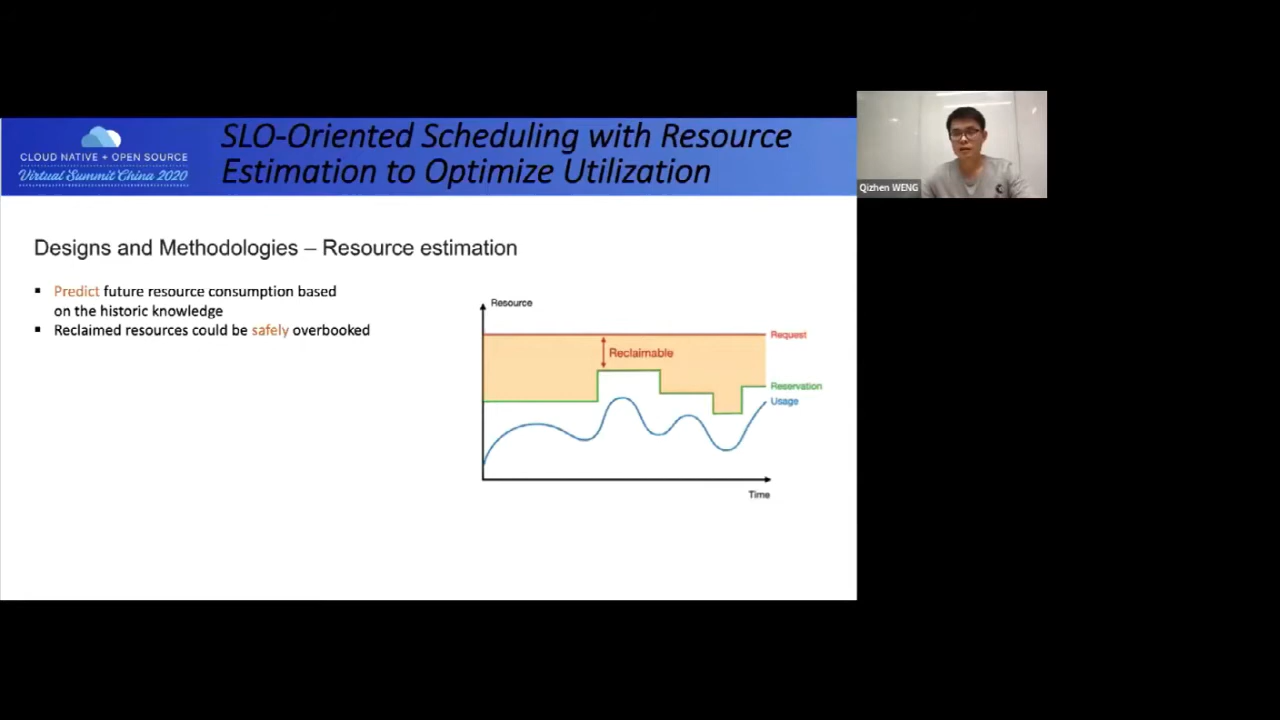 CLOUD NATIVE + OPEN SOURCE
Virtual Summit China 2020
SLO-Oriented Scheduling with Resource
Estimation to Optimize Utilization
Qizhen WENG
Designs and Methodologies – Resource estimation
▪ Predict future resource consumption based
on the historic knowledge
▪ Reclaimed resources could be safely overbooked
Resource
Request
Reclaimable
Reservation
Usage
Time